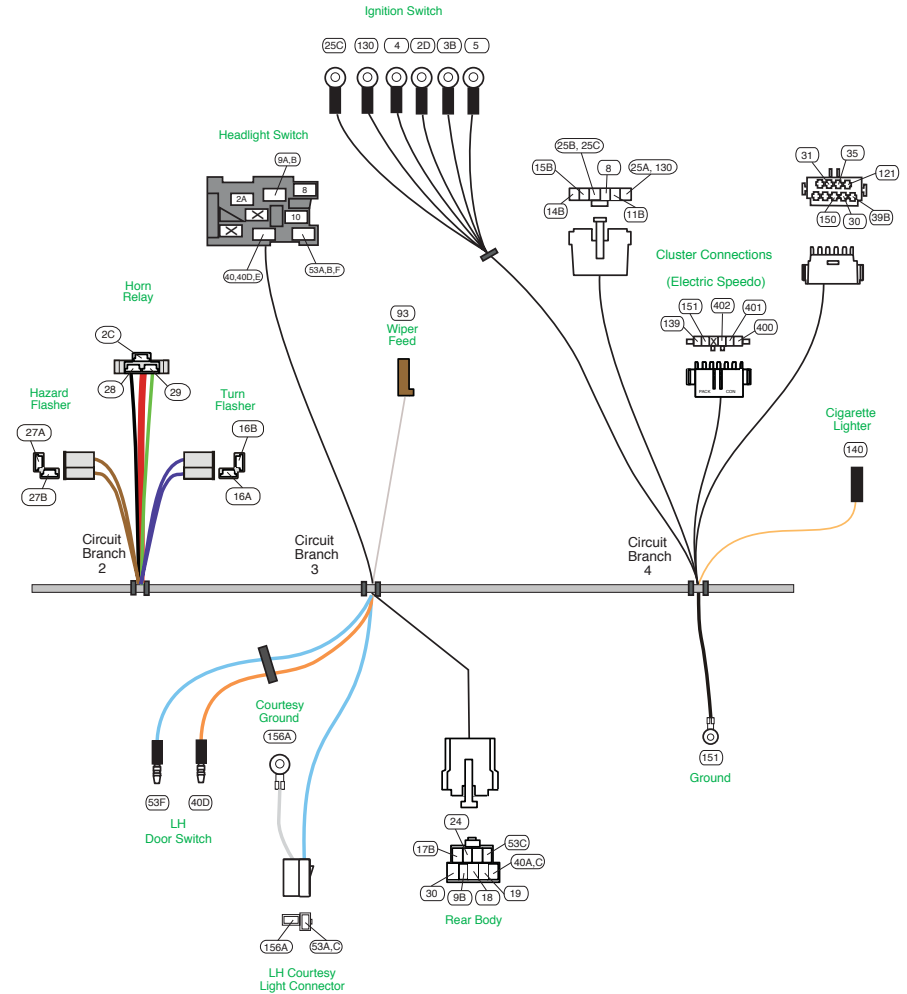 Ignition Switch
25C 130 4 2D 3B 5
Headlight Switch
9A,B
8
2A
10
40,40D,E
53A,B,F
25B, 25C
8
15B
25A, 130
14B
11B
31
35
121
150
30
39B
Cluster Connections
(Electric Speedo)
151
402
401
139
400
PACK CON
Horn
Relay
2C
28
29
93
Wiper
Feed
Hazard
Flasher
27A
27B
Turn
Flasher
16B
16A
Cigarette
Lighter
140
Circuit
Branch
2
Circuit
Branch
3
Circuit
Branch
4
Courtesy
Ground
156A
53F
40D
LH
Door Switch
151
Ground
24
17B
53C
40A,C
30
9B
18
19
Rear Body
156A
53A,C
LH Courtesy
Light Connector